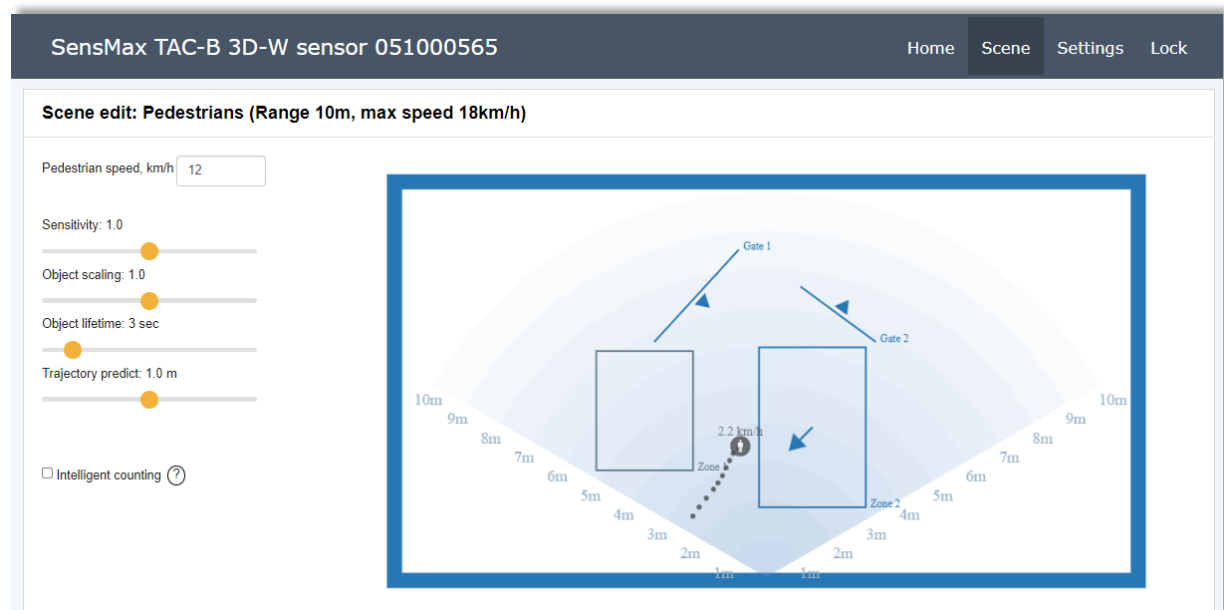 SensMax TAC-B 3D-W sensor 051000565
Home Scene Settings Lock
Scene edit: Pedestrians (Range 10m, max speed 18km/h)
Pedestrian speed, km/h 12
Sensitivity: 1.0
Object scaling: 1.0
Object lifetime: 3 sec
Trajectory predict: 1.0 m
Intelligent counting ?
Gate 1
Gate 2
10m 10m
9m 9m
2.2 km/h
8m 8m
7m 7m
Zone 1
6m 6m
5m 5m
Zone 2
4m 4m
3m 3m
2m 2m
1m 1m